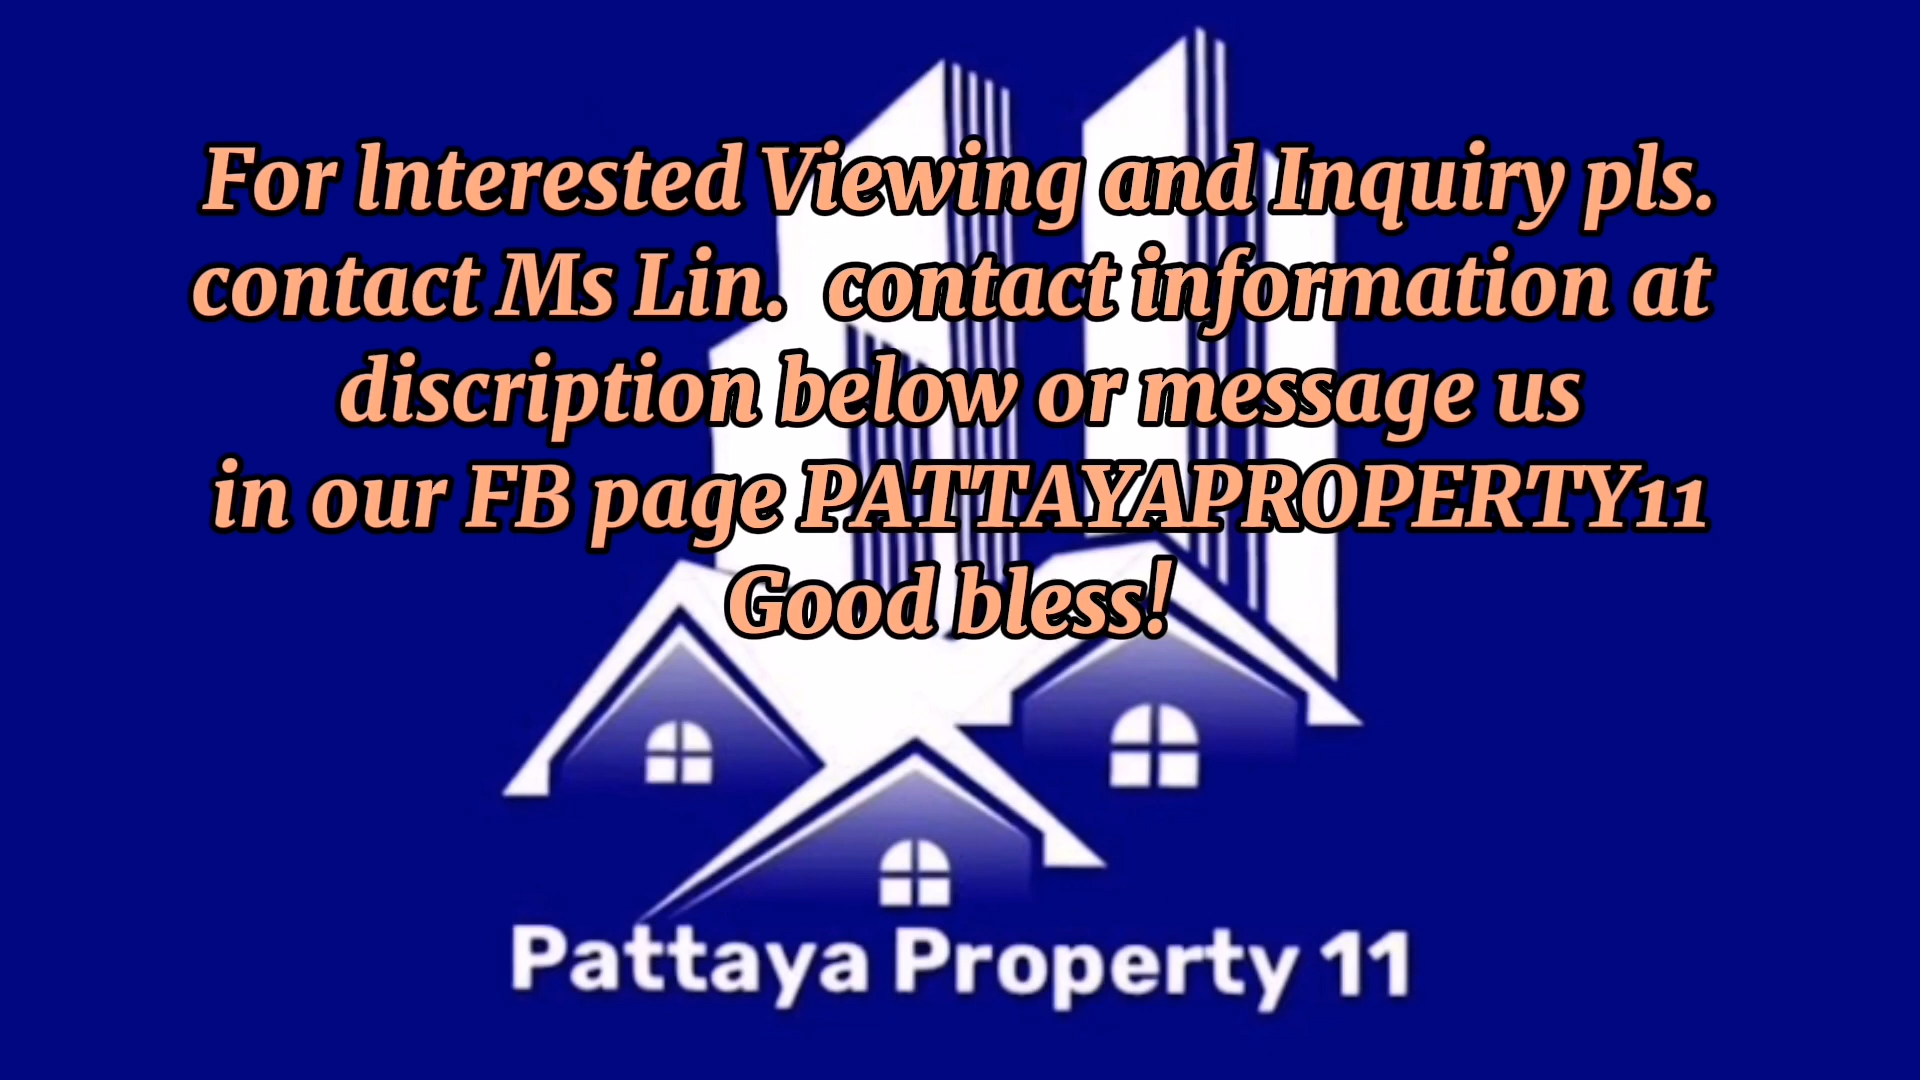 For lnterested Viewing and Inquiry pls.
contact Ms Lin.  contact information at
discription below or message us
in our FB page PATTAYAPROPERTY11
Good bless!
Pattaya Property 11